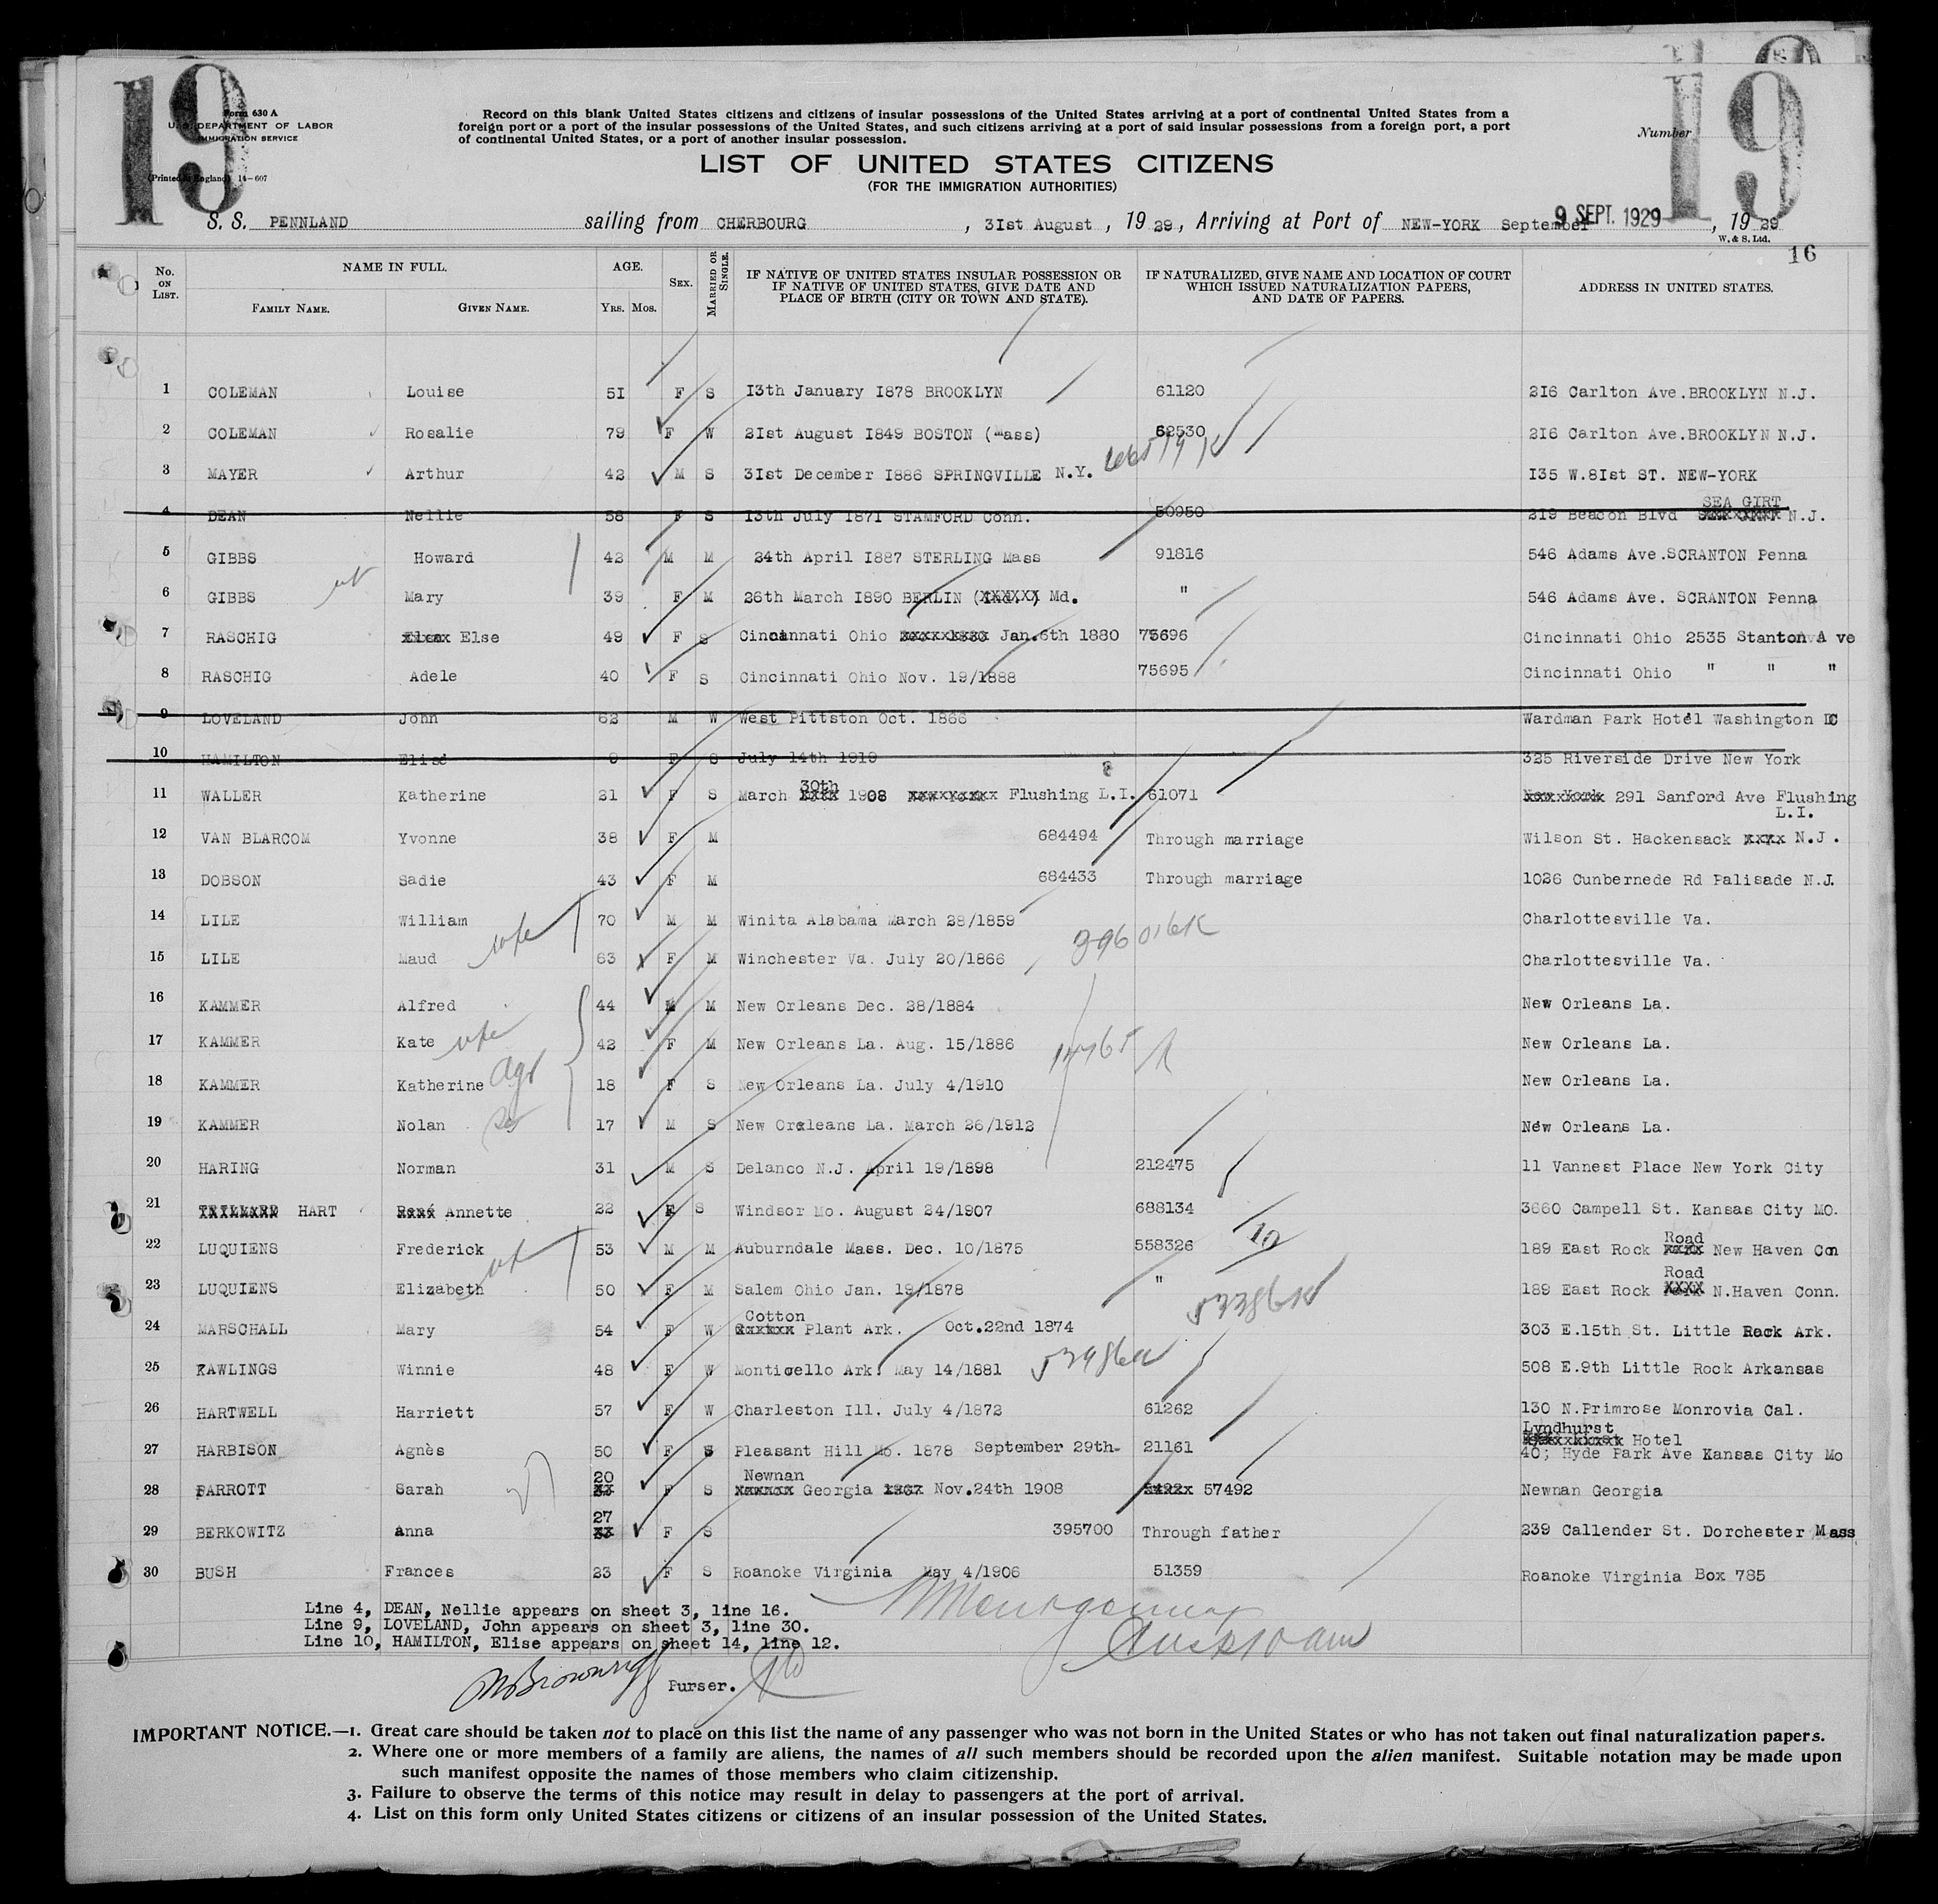 19
19
Form 630 A
U.S. DEPARTMENT OF LABOR
IMMIGRATION SERVICE
(Printed in England) 14-607
Record on this blank United States citizens and citizens of insular possessions of the United States arriving at a port of continental United States from a
foreign port or a port of the insular possessions of the United States, and such citizens arriving at a port of said insular possessions from a foreign port, a port
of continental United States, or a port of another insular possession.
Number
LIST OF UNITED STATES CITIZENS
(FOR THE IMMIGRATION AUTHORITIES)
S. S. PENNLAND sailing from CHERBOURG, 31st August, 1929, Arriving at Port of NEW-YORK September 9 SEPT. 1929, 1929
W. & S. Ltd.
16
No. ON LIST. NAME IN FULL. FAMILY NAME. GIVEN NAME. AGE. Yrs. Mos. SEX. MARRIED OR SINGLE. IF NATIVE OF UNITED STATES INSULAR POSSESSION OR IF NATIVE OF UNITED STATES, GIVE DATE AND PLACE OF BIRTH (CITY OR TOWN AND STATE). IF NATURALIZED, GIVE NAME AND LOCATION OF COURT WHICH ISSUED NATURALIZATION PAPERS, AND DATE OF PAPERS. ADDRESS IN UNITED STATES.
1 COLEMAN Louise 51 F S 13th January 1878 BROOKLYN 61120 216 Carlton Ave.BROOKLYN N.J.
2 COLEMAN Rosalie 79 F W 21st August 1849 BOSTON (Mass) 62530 216 Carlton Ave.BROOKLYN N.J.
3 MAYER Arthur 42 M S 31st December 1886 SPRINGVILLE N.Y. 135 W.81st ST. NEW-YORK
4 DEAN Nellie 58 F S 13th July 1871 STAMFORD Conn. 50950 219 Beacon Blvd SEA GIRT N.J.
5 GIBBS Howard 42 M M 24th April 1887 STERLING Mass 91816 546 Adams Ave.SCRANTON Penna
6 GIBBS Mary 39 F M 26th March 1890 BERLIN Md. " 546 Adams Ave. SCRANTON Penna
7 RASCHIG Else 49 F S Cincinnati Ohio Jan.6th 1880 75696 Cincinnati Ohio 2535 Stanton Ave
8 RASCHIG Adele 40 F S Cincinnati Ohio Nov. 19/1888 75695 Cincinnati Ohio " " "
9 LOVELAND John 62 M W West Pittston Oct. 1866 Wardman Park Hotel Washington DC
10 HAMILTON Elise 9 F S July 14th 1919 325 Riverside Drive New York
11 WALLER Katherine 21 F S March 30th 1908 Flushing L.I. 61071 291 Sanford Ave Flushing L.I.
12 VAN BLARCOM Yvonne 38 F M 684494 Through marriage Wilson St. Hackensack N.J.
13 DOBSON Sadie 43 F M 684433 Through marriage 1026 Cunbernede Rd Palisade N.J.
14 LILE William 70 M M Winita Alabama March 28/1859 Charlottesville Va.
15 LILE Maud 63 F M Winchester Va. July 20/1866 Charlottesville Va.
16 KAMMER Alfred 44 M M New Orleans Dec. 28/1884 New Orleans La.
17 KAMMER Kate 42 F M New Orleans La. Aug. 15/1886 New Orleans La.
18 KAMMER Katherine 18 F S New Orleans La. July 4/1910 New Orleans La.
19 KAMMER Nolan 17 M S New Orleans La. March 26/1912 New Orleans La.
20 HARING Norman 31 M S Delanco N.J. April 19/1898 212475 11 Vannest Place New York City
21 HART Annette 22 F S Windsor Mo. August 24/1907 688134 3660 Campell St. Kansas City MO.
22 LUQUIENS Frederick 53 M M Auburndale Mass. Dec. 10/1875 558326 10 189 East Rock Road New Haven Con
23 LUQUIENS Elizabeth 50 F M Salem Ohio Jan. 19/1878 " 189 East Rock Road N.Haven Conn.
24 MARSCHALL Mary 54 F W Cotton Plant Ark. Oct.22nd 1874 303 E.15th St. Little Rock Ark.
25 RAWLINGS Winnie 48 F W Monticello Ark. May 14/1881 508 E.9th Little Rock Arkansas
26 HARTWELL Harriett 57 F W Charleston Ill. July 4/1872 61262 130 N.Primrose Monrovia Cal.
27 HARBISON Agnès 50 F S Pleasant Hill Mo. 1878 September 29th- 21161 Lyndhurst Hotel 40; Hyde Park Ave Kansas City Mo
28 PARROTT Sarah 20 F S Newnan Georgia Nov.24th 1908 57492 Newnan Georgia
29 BERKOWITZ Anna 27 F S 395700 Through father 239 Callender St. Dorchester Mass
30 BUSH Frances 23 F S Roanoke Virginia May 4/1906 51359 Roanoke Virginia Box 785
Line 4, DEAN, Nellie appears on sheet 3, line 16.
Line 9, LOVELAND, John appears on sheet 3, line 30.
Line 10, HAMILTON, Elise appears on sheet 14, line 12.
Purser.
IMPORTANT NOTICE.—1. Great care should be taken not to place on this list the name of any passenger who was not born in the United States or who has not taken out final naturalization papers.
2. Where one or more members of a family are aliens, the names of all such members should be recorded upon the alien manifest. Suitable notation may be made upon
such manifest opposite the names of those members who claim citizenship.
3. Failure to observe the terms of this notice may result in delay to passengers at the port of arrival.
4. List on this form only United States citizens or citizens of an insular possession of the United States.